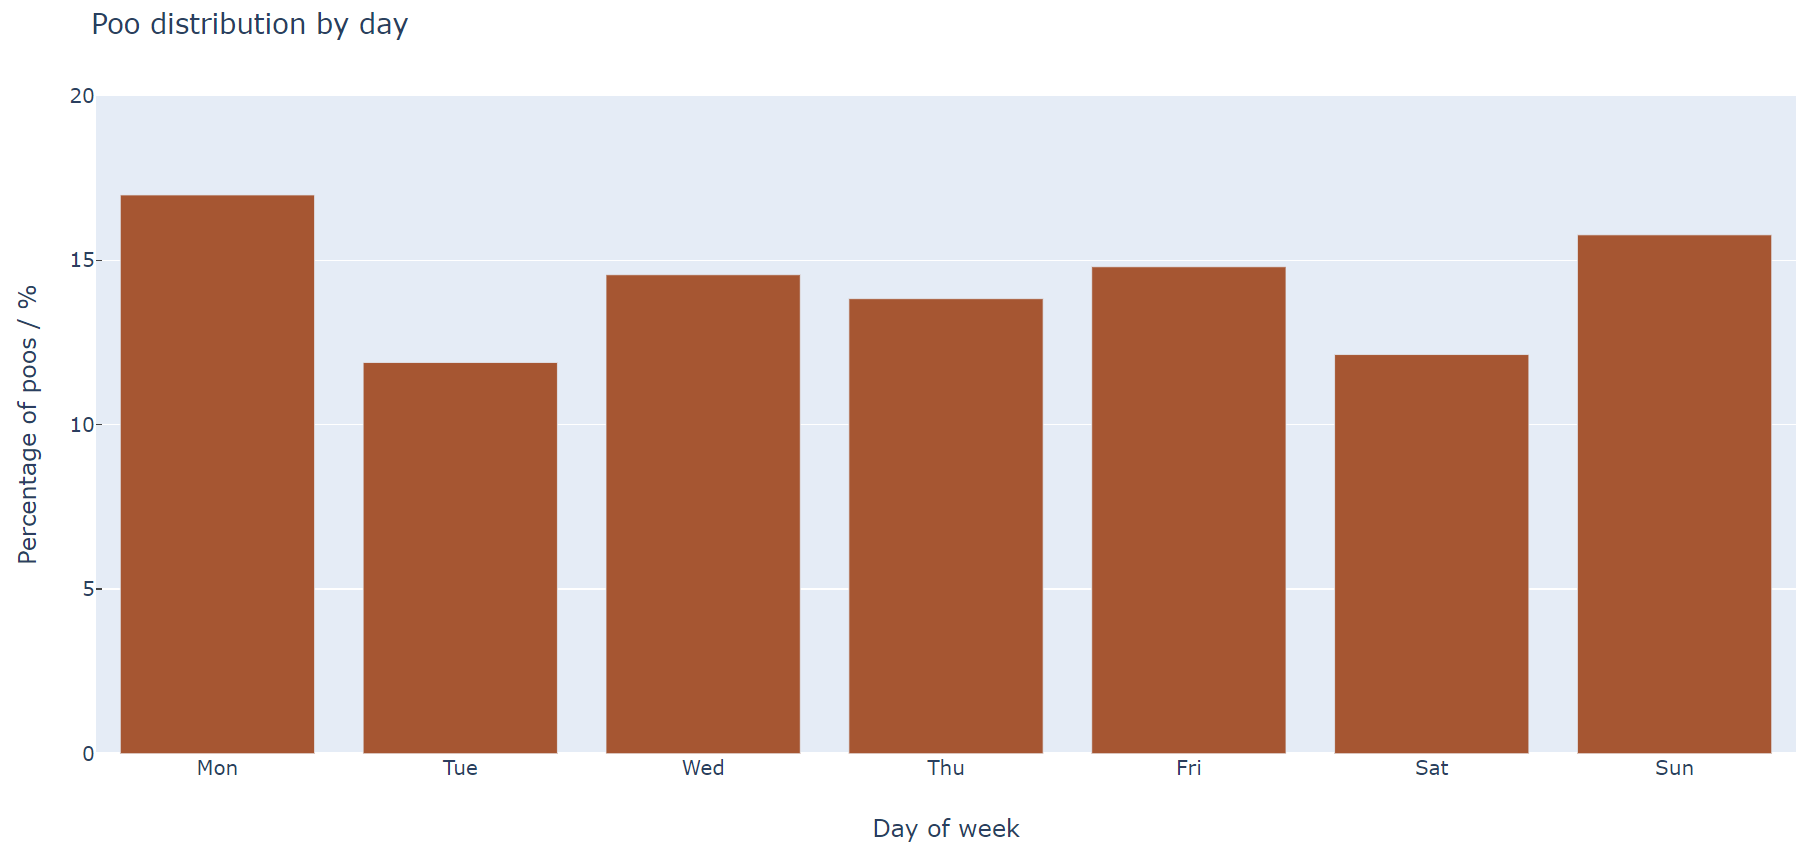 Poo distribution by day
Percentage of poos / %
20
15
10
5
0
Mon Tue Wed Thu Fri Sat Sun
Day of week